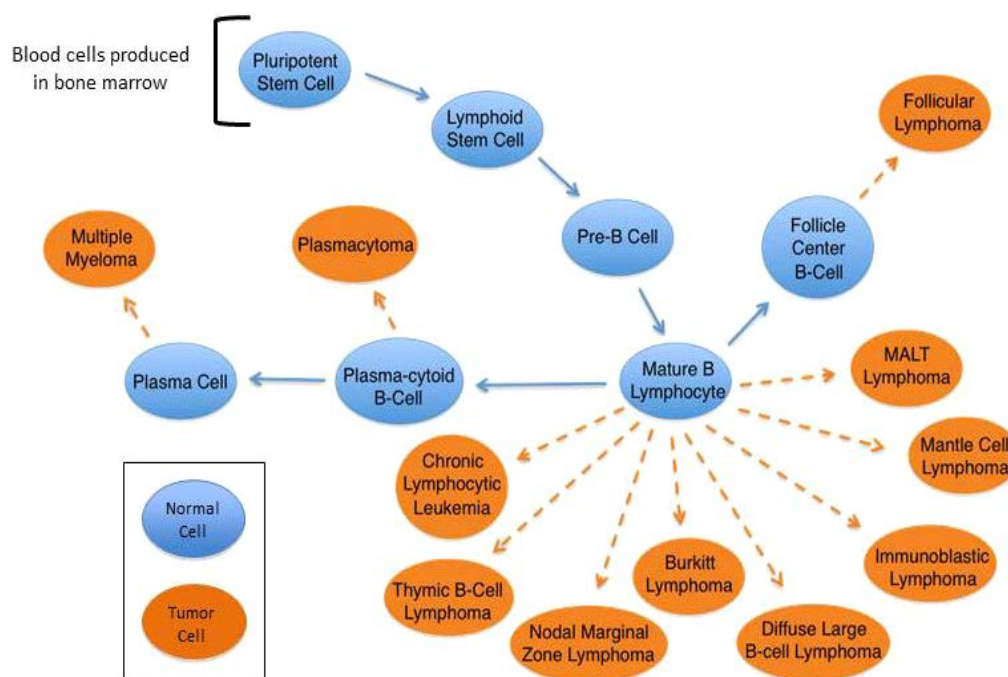 Blood cells produced
in bone marrow
Pluripotent
Stem Cell
Lymphoid
Stem Cell
Follicular
Lymphoma
Multiple
Myeloma
Plasmacytoma
Pre-B Cell
Follicle
Center
B-Cell
Plasma Cell
Plasma-cytoid
B-Cell
Mature B
Lymphocyte
MALT
Lymphoma
Mantle Cell
Lymphoma
Chronic
Lymphocytic
Leukemia
Immunoblastic
Lymphoma
Burkitt
Lymphoma
Thymic B-Cell
Lymphoma
Nodal Marginal
Zone Lymphoma
Diffuse Large
B-cell Lymphoma
Normal
Cell
Tumor
Cell